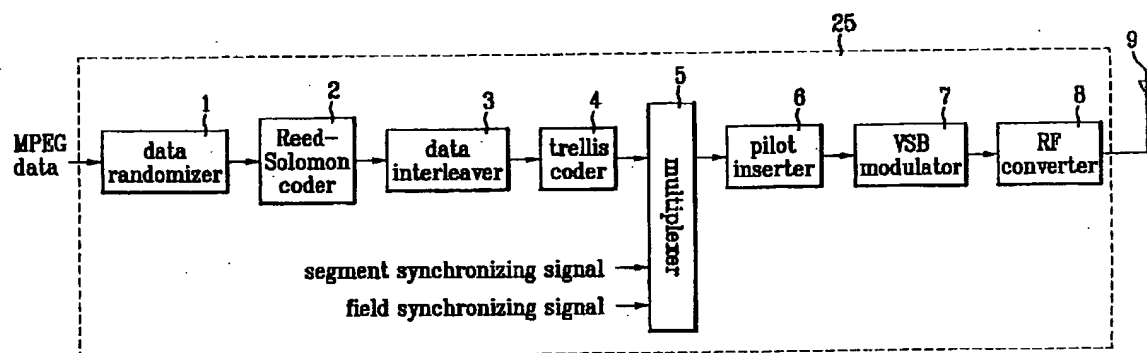 25
9
1
2
3
4
5
6
7
8
MPEG
data
data
randomizer
Reed-
Solomon
coder
data
interleaver
trellis
coder
multiplexer
pilot
inserter
VSB
modulator
RF
converter
segment synchronizing signal
field synchronizing signal